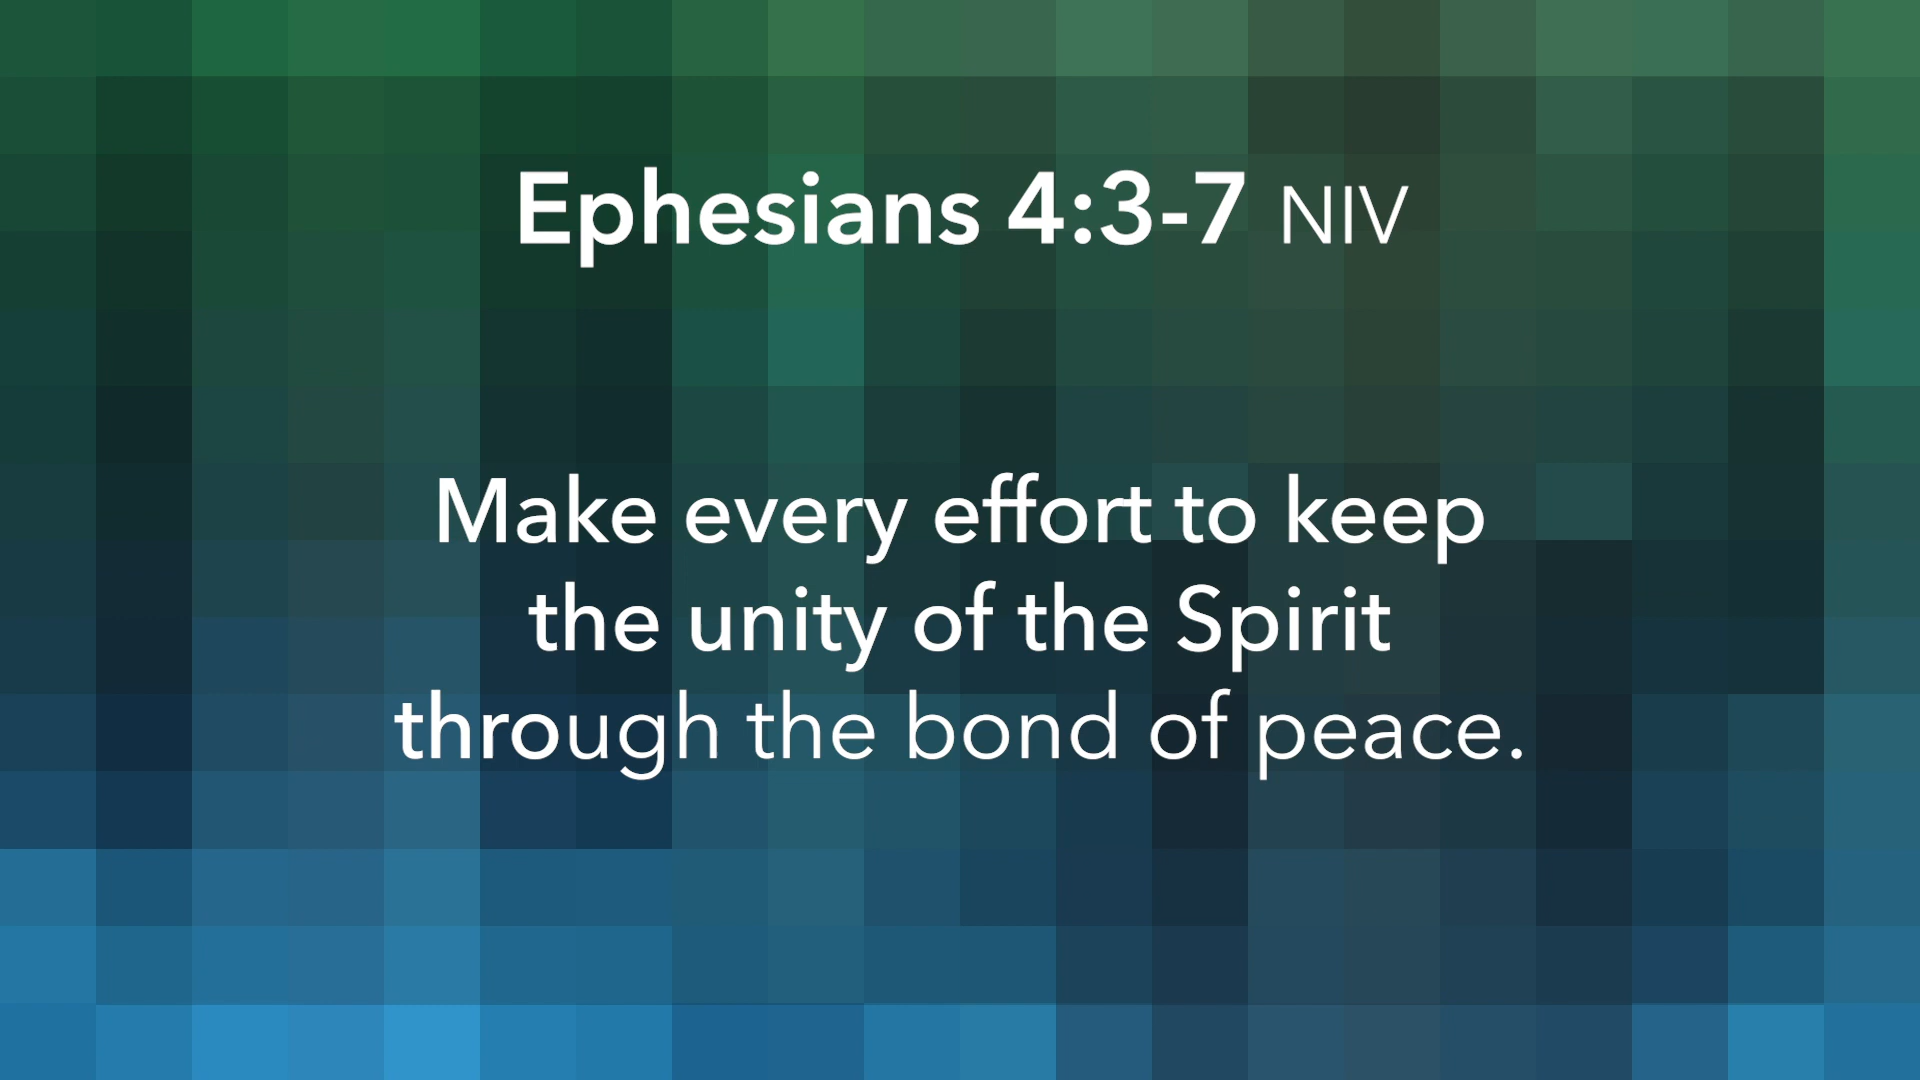 Ephesians 4:3-7 NIV
Make every effort to keep
the unity of the Spirit
through the bond of peace.